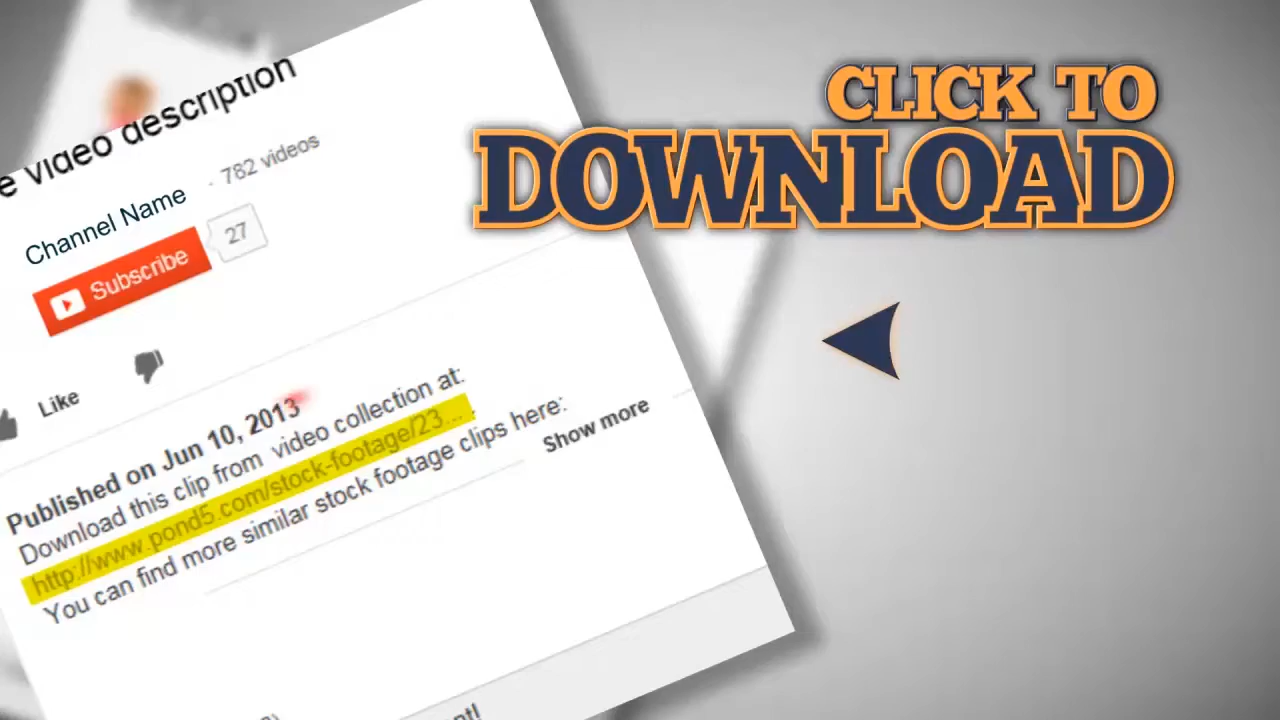 CLICK TO
DOWNLOAD
e video description
Channel Name
· 782 videos
Subscribe
27
Like
Published on Jun 10, 2013
Download this clip from video collection at:
http://www.pond5.com/stock-footage/23... .
You can find more similar stock footage clips here:
Show more